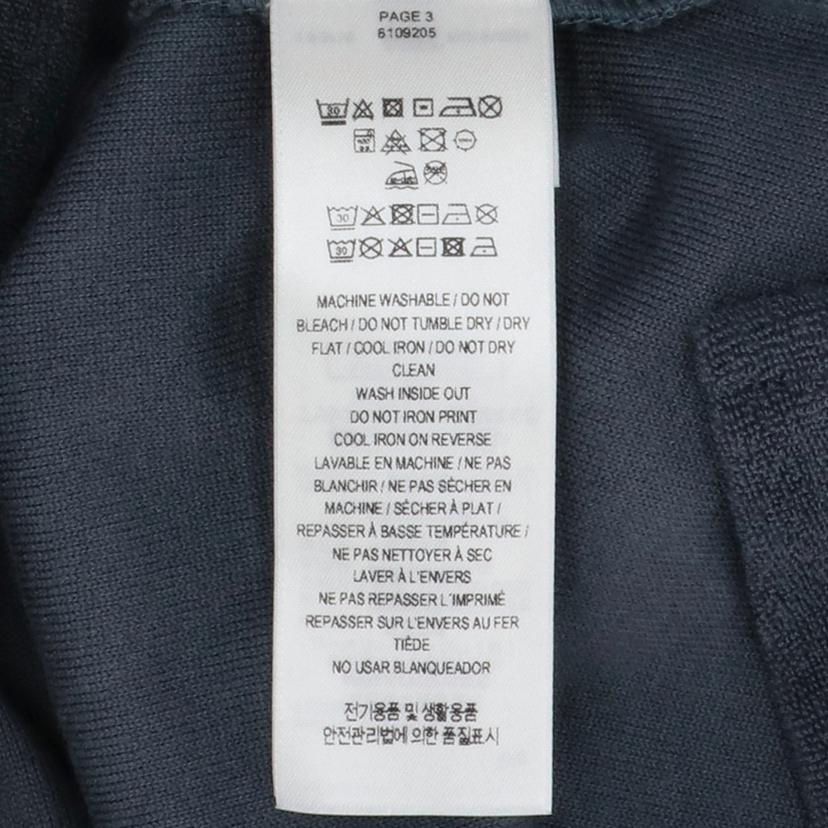 PAGE 3
6109205
30
30
30
MACHINE WASHABLE / DO NOT
BLEACH / DO NOT TUMBLE DRY / DRY
FLAT / COOL IRON / DO NOT DRY
CLEAN
WASH INSIDE OUT
DO NOT IRON PRINT
COOL IRON ON REVERSE
LAVABLE EN MACHINE / NE PAS
BLANCHIR / NE PAS SÉCHER EN
MACHINE / SÉCHER À PLAT /
REPASSER À BASSE TEMPÉRATURE /
NE PAS NETTOYER À SEC
LAVER À L'ENVERS
NE PAS REPASSER L'IMPRIMÉ
REPASSER SUR L'ENVERS AU FER
TIÈDE
NO USAR BLANQUEADOR
전기용품 및 생활용품
안전관리법에 의한 품질표시